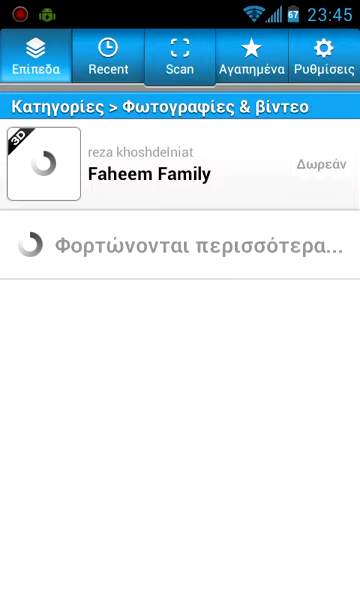 67 23:45
Επίπεδα Recent Scan Αγαπημένα Ρυθμίσεις
Κατηγορίες > Φωτογραφίες & βίντεο
3D
reza khoshdelniat
Faheem Family
Δωρεάν
Φορτώνονται περισσότερα...